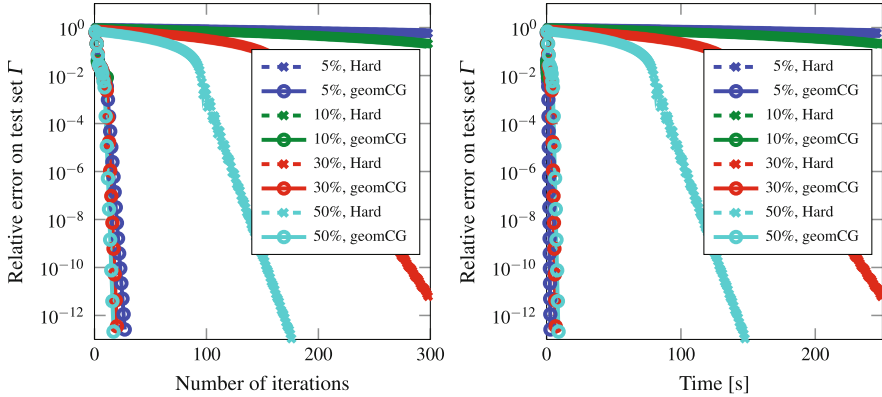 Relative error on test set Γ
10^0
10^−2
10^−4
10^−6
10^−8
10^−10
10^−12
0
100
200
300
Number of iterations
5%, Hard
5%, geomCG
10%, Hard
10%, geomCG
30%, Hard
30%, geomCG
50%, Hard
50%, geomCG
Relative error on test set Γ
10^0
10^−2
10^−4
10^−6
10^−8
10^−10
10^−12
0
100
200
Time [s]
5%, Hard
5%, geomCG
10%, Hard
10%, geomCG
30%, Hard
30%, geomCG
50%, Hard
50%, geomCG